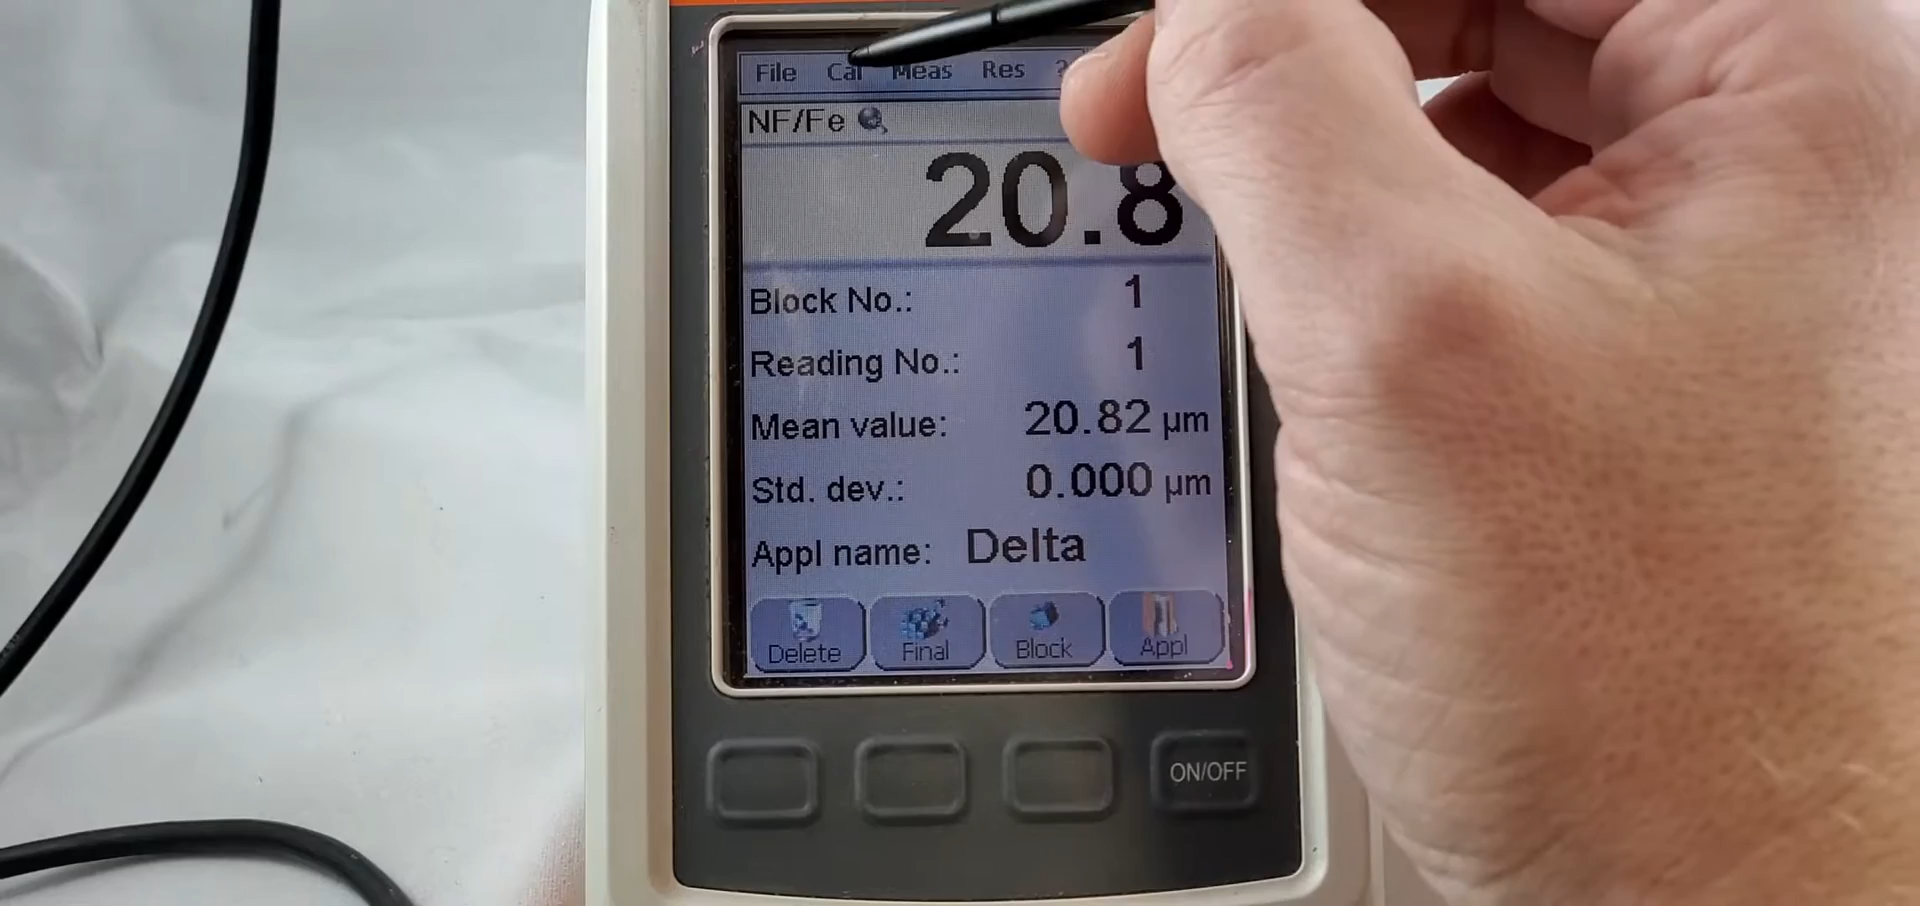 File Cal Meas Res ?
NF/Fe
20.8
Block No.: 1
Reading No.: 1
Mean value: 20.82 µm
Std. dev.: 0.000 µm
Appl name: Delta
Delete Final Block Appl
ON/OFF